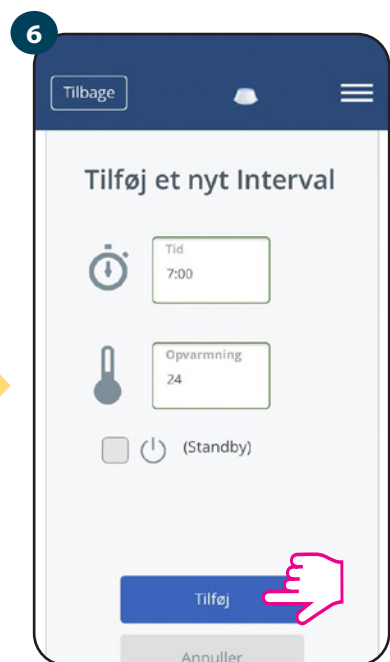 6
Tilbage
Tilføj et nyt Interval
Tid
7:00
Opvarmning
24
(Standby)
Tilføj
Annuller